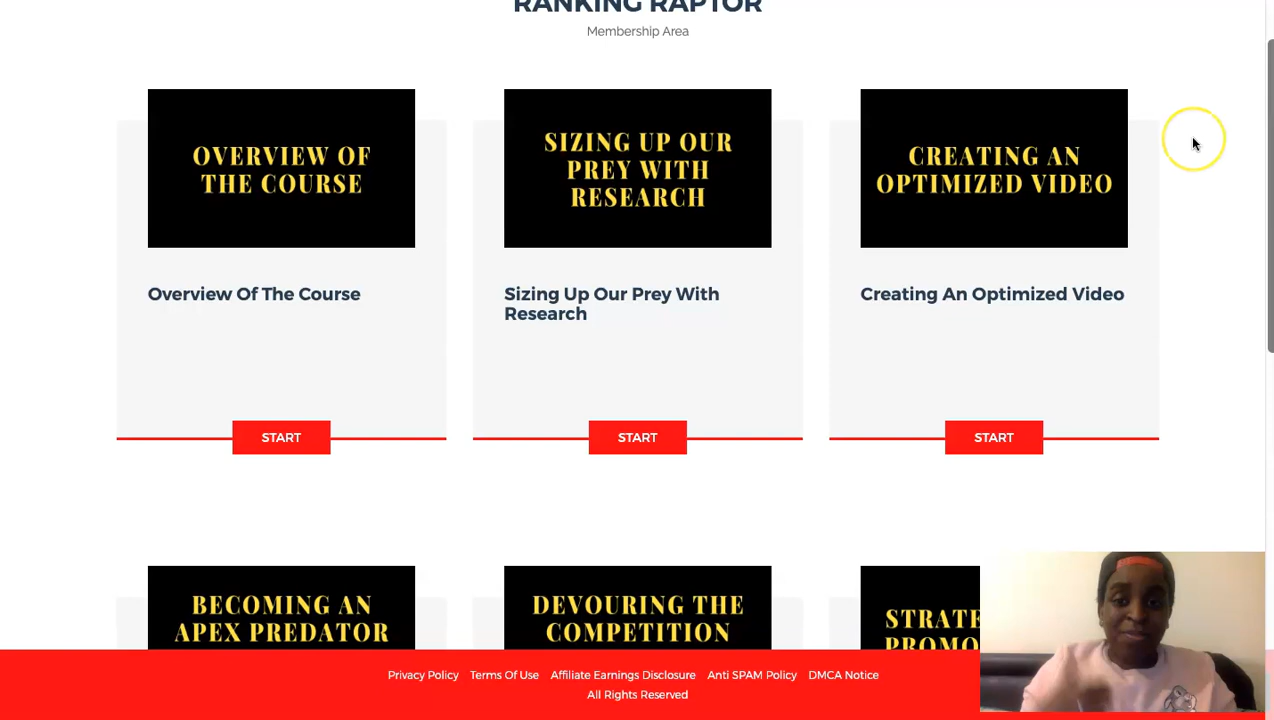 RANKING RAPTOR
Membership Area
OVERVIEW OF
THE COURSE
SIZING UP OUR
PREY WITH
RESEARCH
CREATING AN
OPTIMIZED VIDEO
Overview Of The Course
Sizing Up Our Prey With
Research
Creating An Optimized Video
START
START
START
BECOMING AN
APEX PREDATOR
DEVOURING THE
COMPETITION
Privacy Policy Terms Of Use Affiliate Earnings Disclosure Anti SPAM Policy DMCA Notice
All Rights Reserved